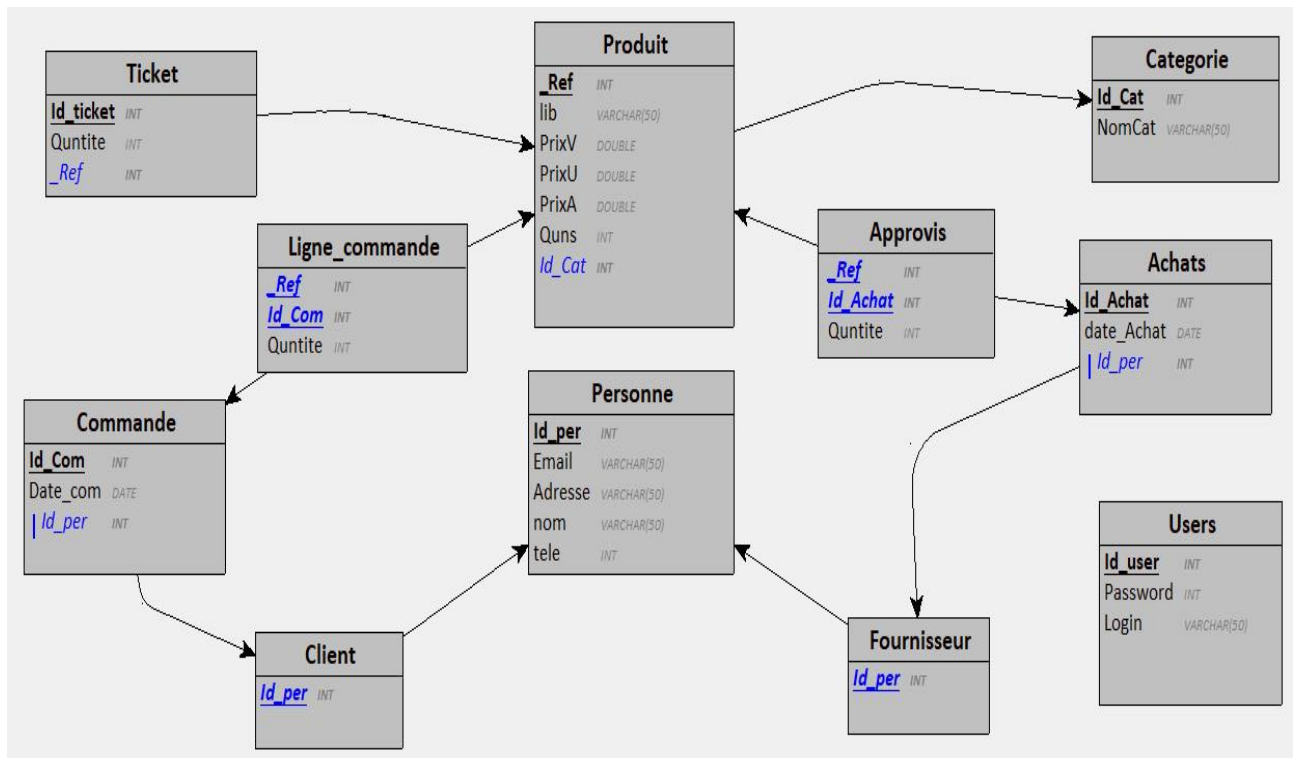 Ticket
Id_ticket INT
Quntite INT
_Ref INT
Produit
_Ref INT
lib VARCHAR(50)
PrixV DOUBLE
PrixU DOUBLE
PrixA DOUBLE
Quns INT
Id_Cat INT
Categorie
Id_Cat INT
NomCat VARCHAR(50)
Ligne_commande
_Ref INT
Id_Com INT
Quntite INT
Approvis
_Ref INT
Id_Achat INT
Quntite INT
Achats
Id_Achat INT
date_Achat DATE
Id_per INT
Commande
Id_Com INT
Date_com DATE
Id_per INT
Personne
Id_per INT
Email VARCHAR(50)
Adresse VARCHAR(50)
nom VARCHAR(50)
tele INT
Users
Id_user INT
Password INT
Login VARCHAR(50)
Client
Id_per INT
Fournisseur
Id_per INT